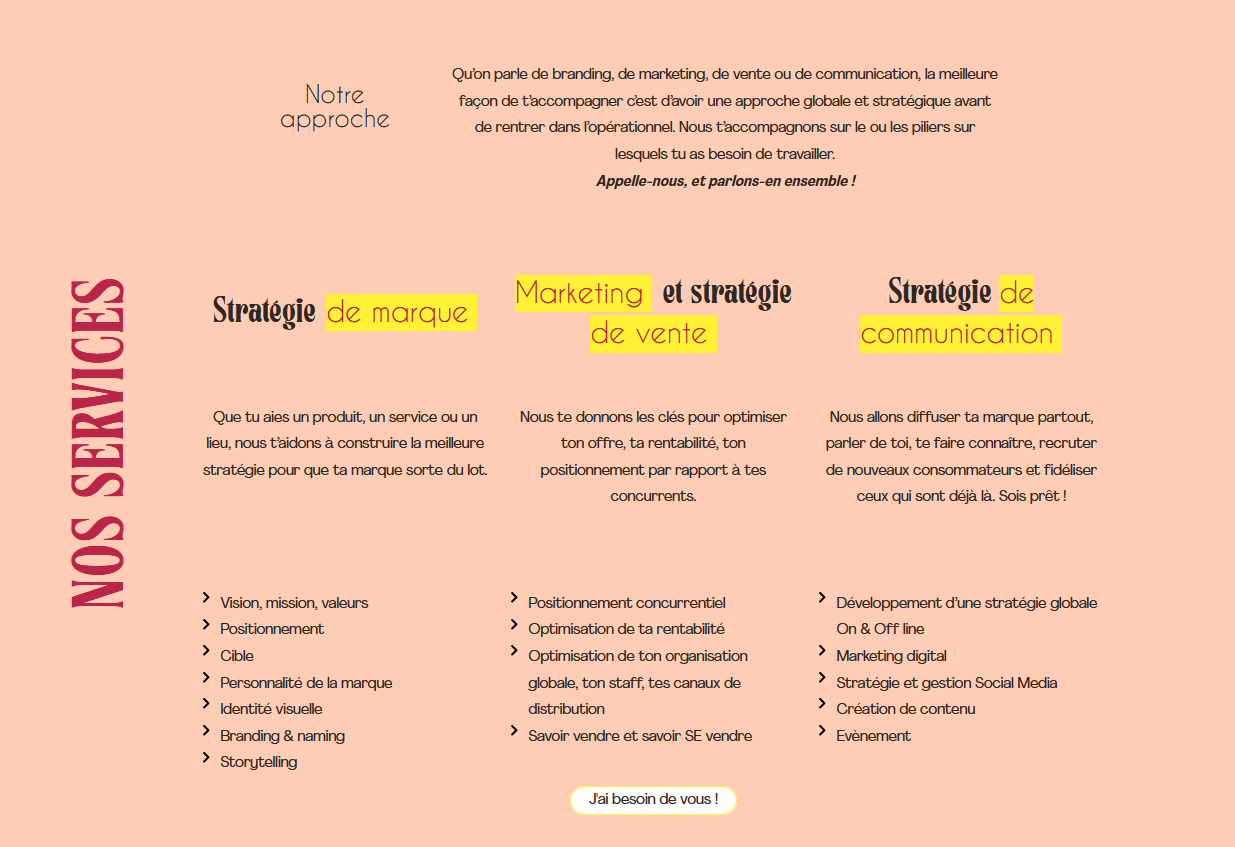 Notre
approche
Qu'on parle de branding, de marketing, de vente ou de communication, la meilleure
façon de t'accompagner c'est d'avoir une approche globale et stratégique avant
de rentrer dans l'opérationnel. Nous t'accompagnons sur le ou les piliers sur
lesquels tu as besoin de travailler.
Appelle-nous, et parlons-en ensemble !
NOS SERVICES
Stratégie de marque
Que tu aies un produit, un service ou un
lieu, nous t'aidons à construire la meilleure
stratégie pour que ta marque sorte du lot.
Vision, mission, valeurs
Positionnement
Cible
Personnalité de la marque
Identité visuelle
Branding & naming
Storytelling
Marketing et stratégie
de vente
Nous te donnons les clés pour optimiser
ton offre, ta rentabilité, ton
positionnement par rapport à tes
concurrents.
Positionnement concurrentiel
Optimisation de ta rentabilité
Optimisation de ton organisation
globale, ton staff, tes canaux de
distribution
Savoir vendre et savoir SE vendre
Stratégie de
communication
Nous allons diffuser ta marque partout,
parler de toi, te faire connaître, recruter
de nouveaux consommateurs et fidéliser
ceux qui sont déjà là. Sois prêt !
Développement d'une stratégie globale
On & Off line
Marketing digital
Stratégie et gestion Social Media
Création de contenu
Evènement
J'ai besoin de vous !